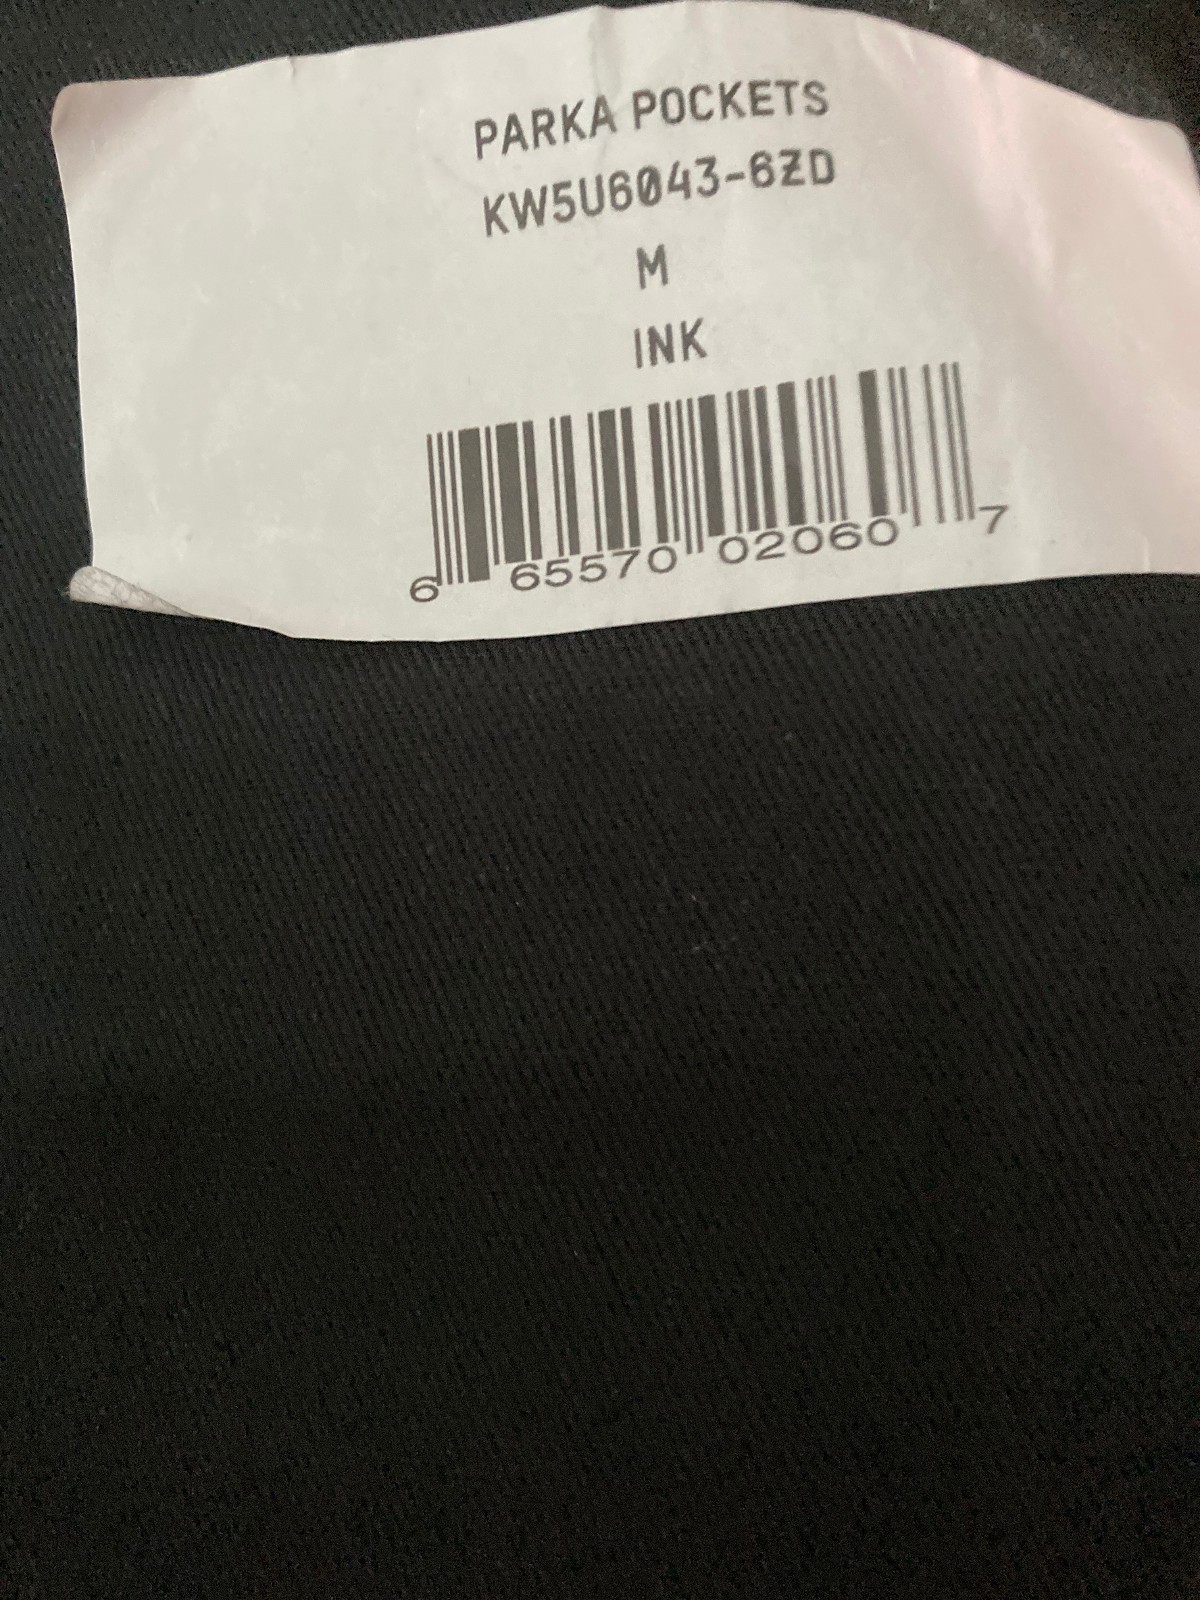 PARKA POCKETS
KW5U6043-6ZD
M
INK
6 65570 02060 7